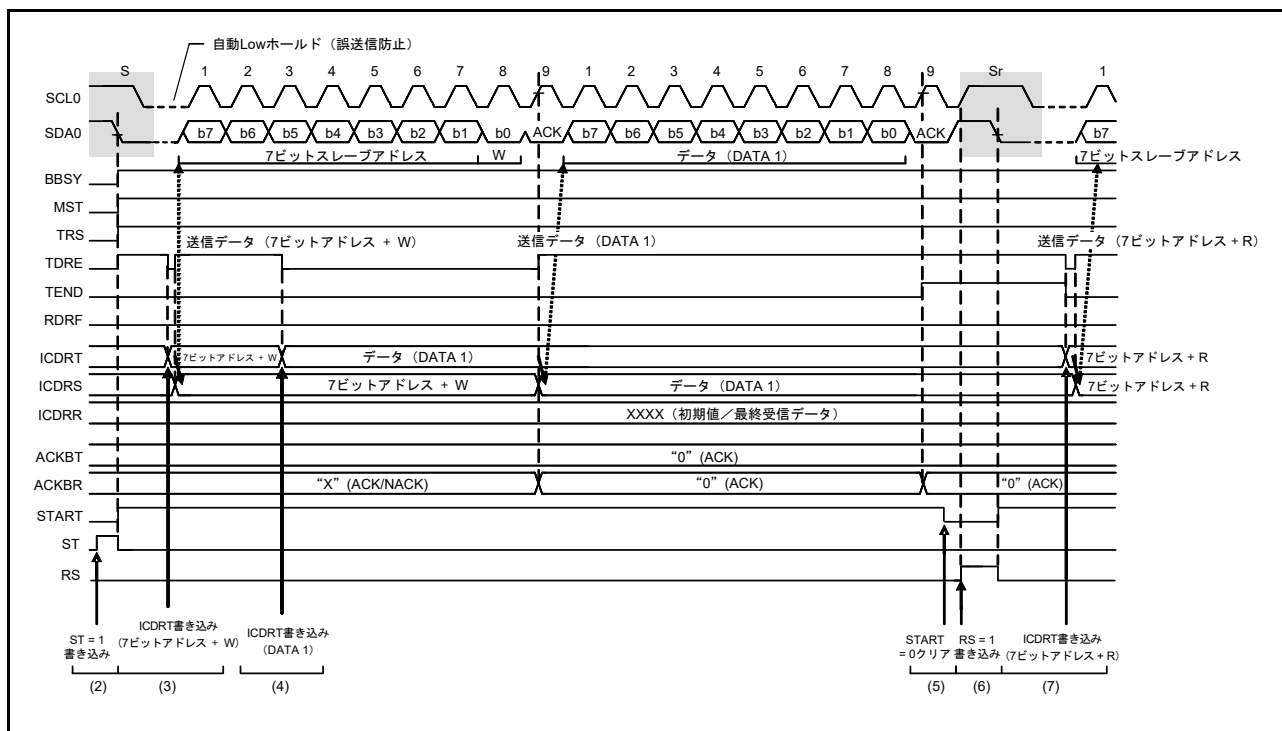 自動Lowホールド（誤送信防止）
S 1 2 3 4 5 6 7 8 9 1 2 3 4 5 6 7 8 9 Sr 1
SCL0
SDA0 b7 b6 b5 b4 b3 b2 b1 b0 ACK b7 b6 b5 b4 b3 b2 b1 b0 ACK b7
7ビットスレーブアドレス W データ（DATA 1） 7ビットスレーブアドレス
BBSY
MST
TRS
送信データ（7ビットアドレス + W） 送信データ（DATA 1） 送信データ（7ビットアドレス + R）
TDRE
TEND
RDRF
ICDRT 7ビットアドレス + W データ（DATA 1） 7ビットアドレス + R
ICDRS 7ビットアドレス + W データ（DATA 1） 7ビットアドレス + R
ICDRR XXXX（初期値／最終受信データ）
ACKBT “0” (ACK)
ACKBR “X” (ACK/NACK) “0” (ACK) “0” (ACK)
START
ST
RS
ST = 1
書き込み
ICDRT書き込み
（7ビットアドレス + W）
ICDRT書き込み
（DATA 1）
START
= 0クリア
RS = 1
書き込み
ICDRT書き込み
（7ビットアドレス + R）
(2) (3) (4) (5) (6) (7)